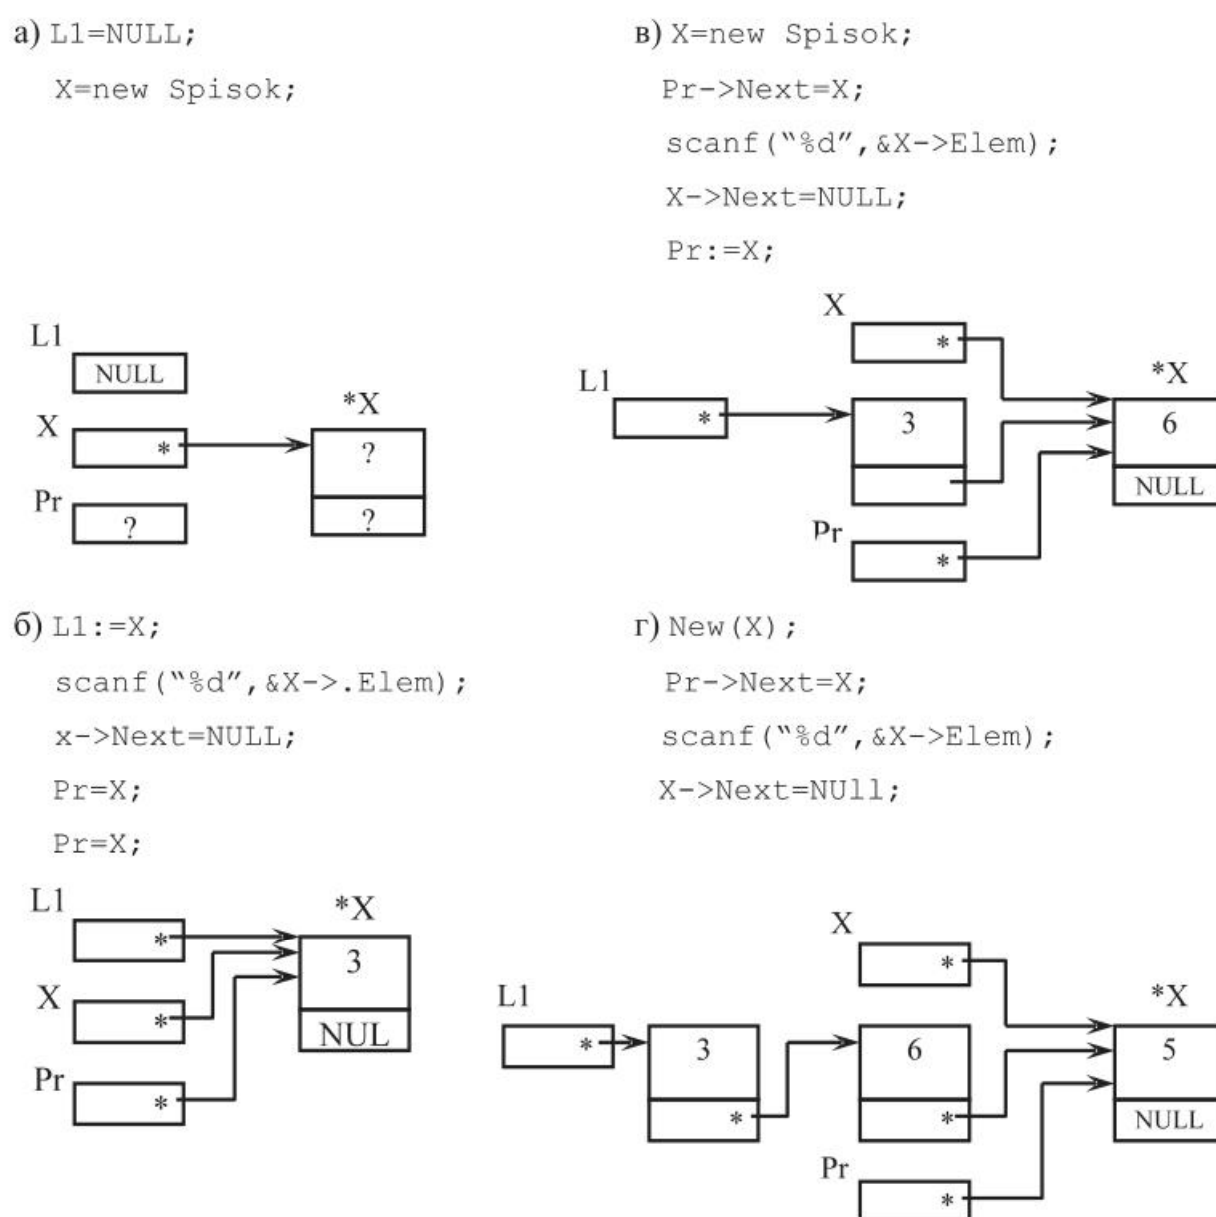 а) L1=NULL;
X=new Spisok;
L1
NULL
*X
X
*
?
Pr
?
?
в) X=new Spisok;
Pr->Next=X;
scanf(“%d”,&X->Elem);
X->Next=NULL;
Pr:=X;
X
*
*X
L1
*
3
6
NULL
Pr
*
б) L1:=X;
scanf(“%d”,&X->.Elem);
x->Next=NULL;
Pr=X;
Pr=X;
L1
*X
*
3
X
*
NUL
Pr
*
г) New(X);
Pr->Next=X;
scanf(“%d”,&X->Elem);
X->Next=NUll;
X
*
L1
*X
*
3
6
5
*
*
NULL
Pr
*